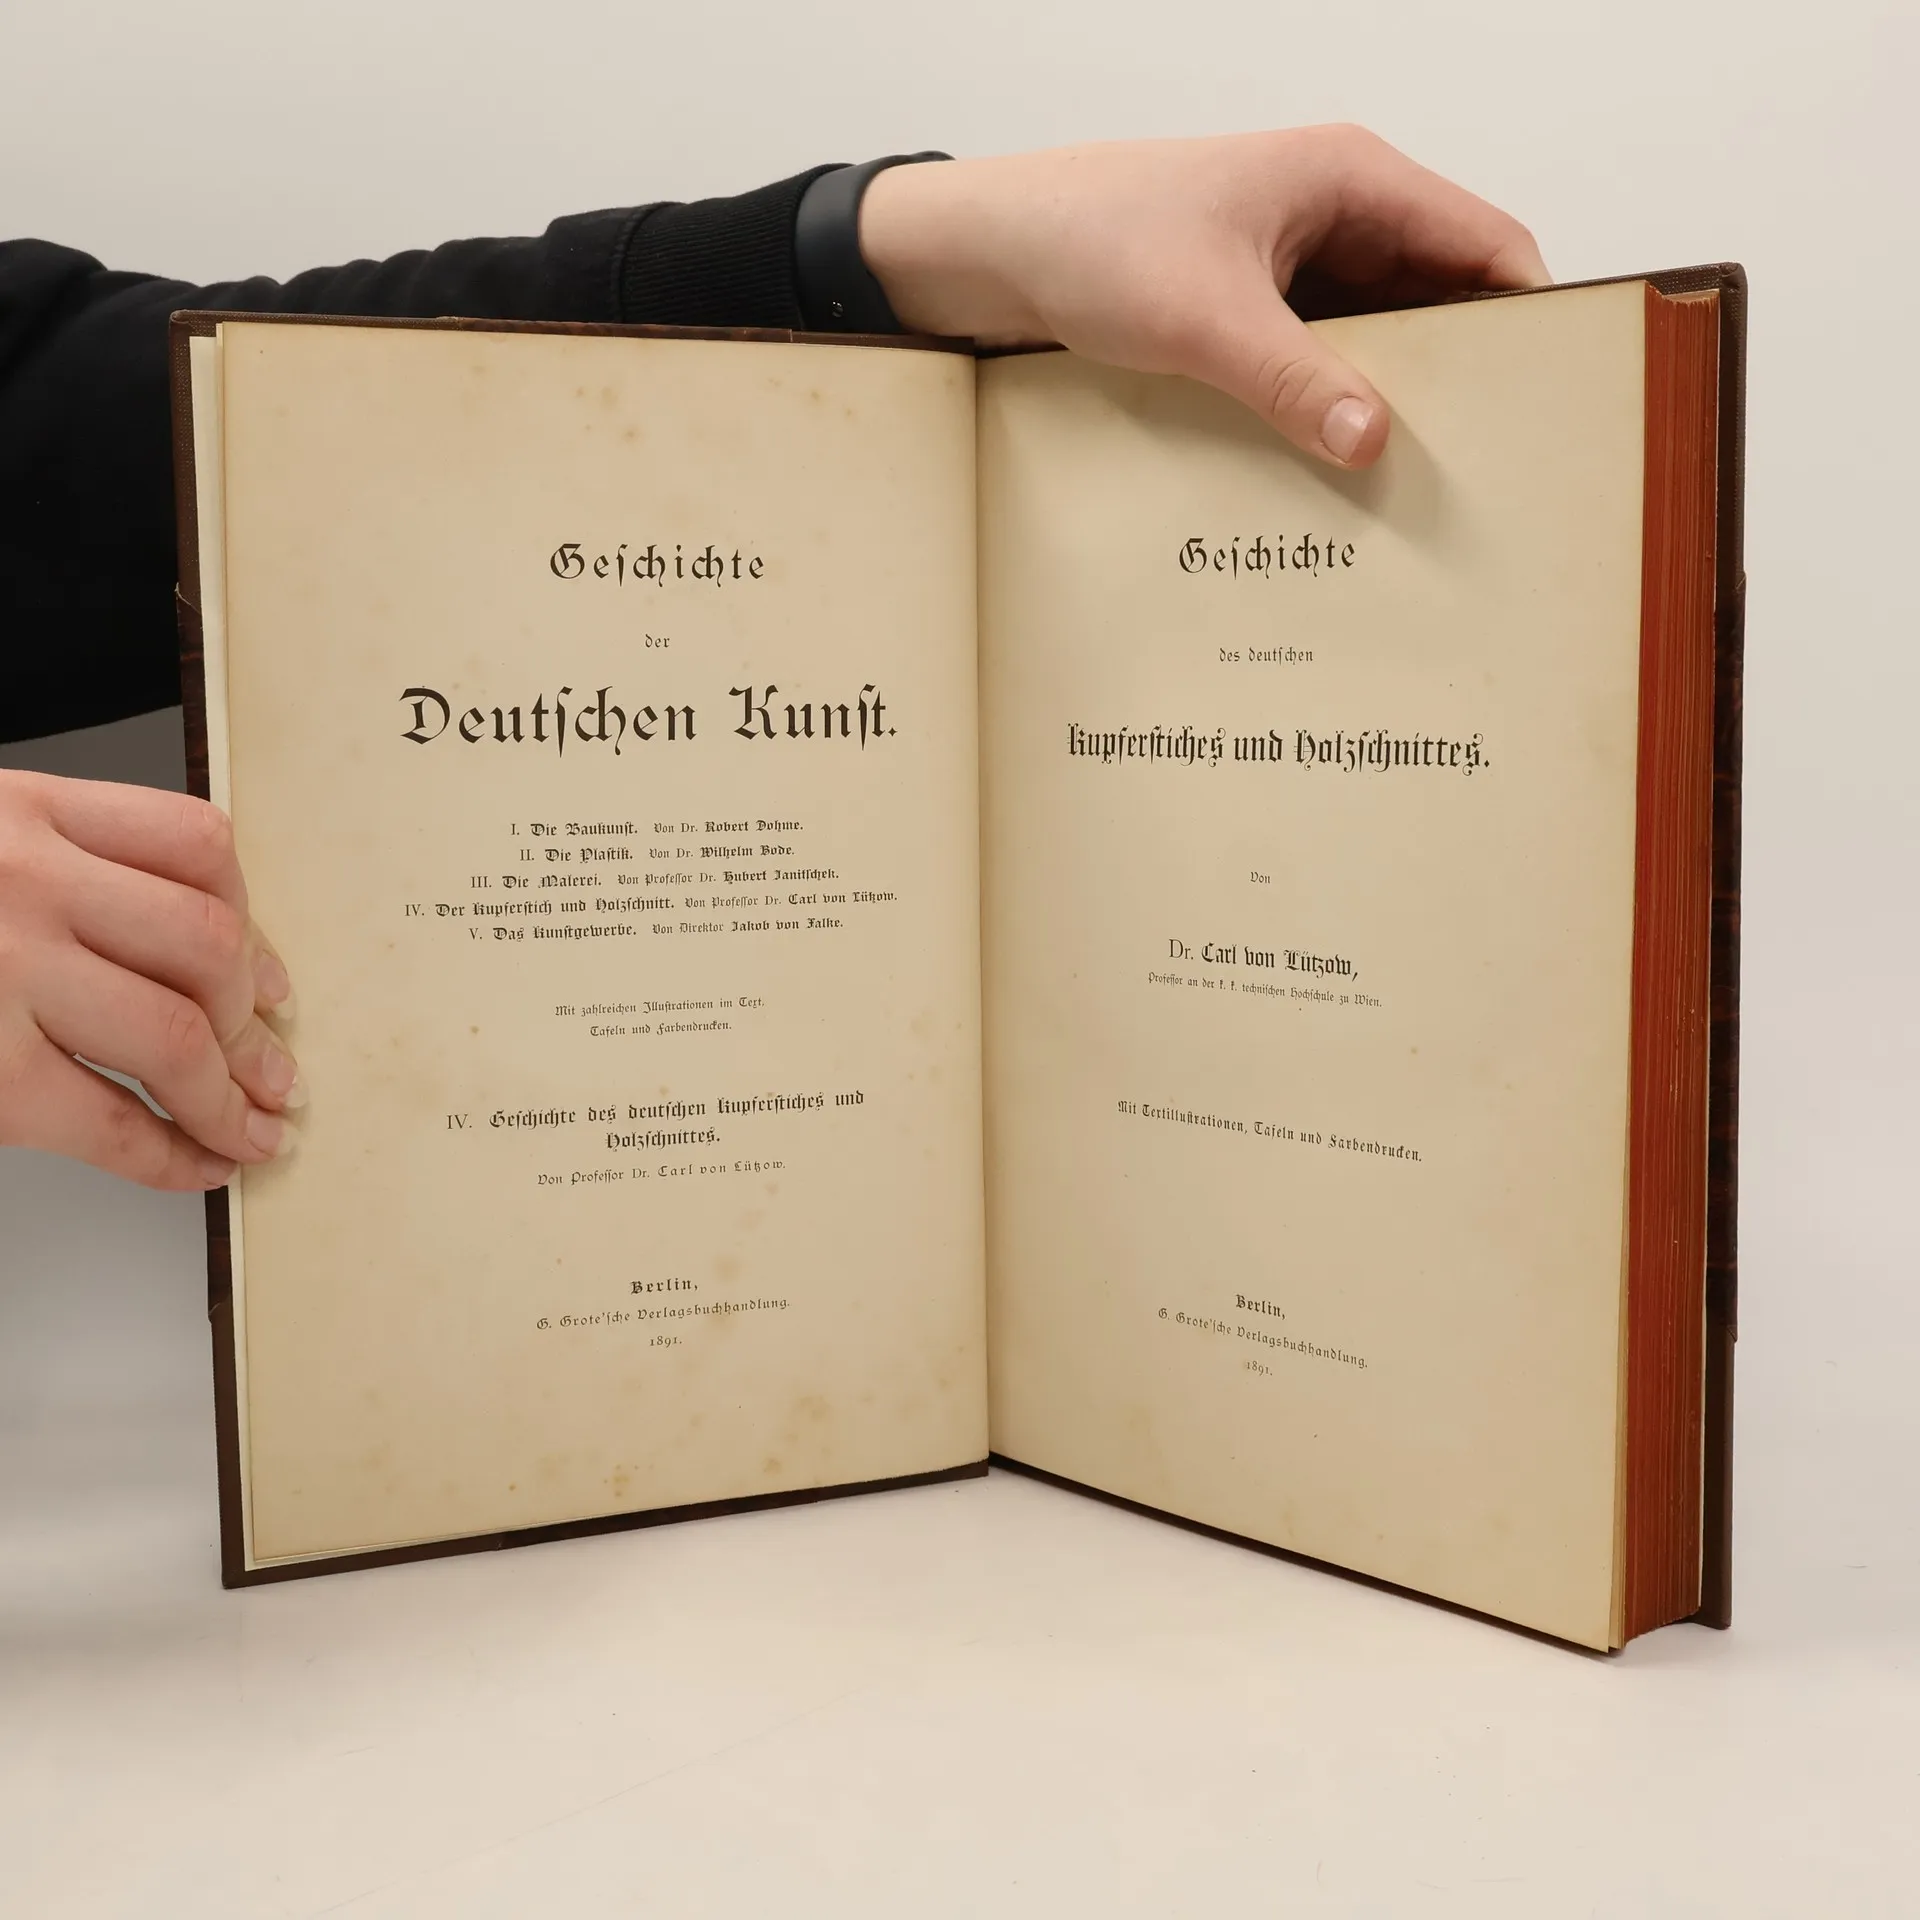 Geschichte
der
Deutschen Kunst.
I. Die Baukunst. Von Dr. Robert Dohme.
II. Die Plastik. Von Dr. Wilhelm Bode.
III. Die Malerei. Von Professor Dr. Hubert Janitschek.
IV. Der Kupferstich und Holzschnitt. Von Professor Dr. Carl von Lützow.
V. Das Kunstgewerbe. Von Direktor Jakob von Falke.
Mit zahlreichen Illustrationen im Text.
Tafeln und Farbendrucken.
IV. Geschichte des deutschen Kupferstiches und
Holzschnittes.
Von Professor Dr. Carl von Lützow.
Berlin,
G. Grote'sche Verlagsbuchhandlung.
1891.
Geschichte
des deutschen
Kupferstiches und Holzschnittes.
Von
Dr. Carl von Lützow,
Professor an der k. k. technischen Hochschule zu Wien.
Mit Textillustrationen, Tafeln und Farbendrucken.
Berlin,
G. Grote'sche Verlagsbuchhandlung.
1891.